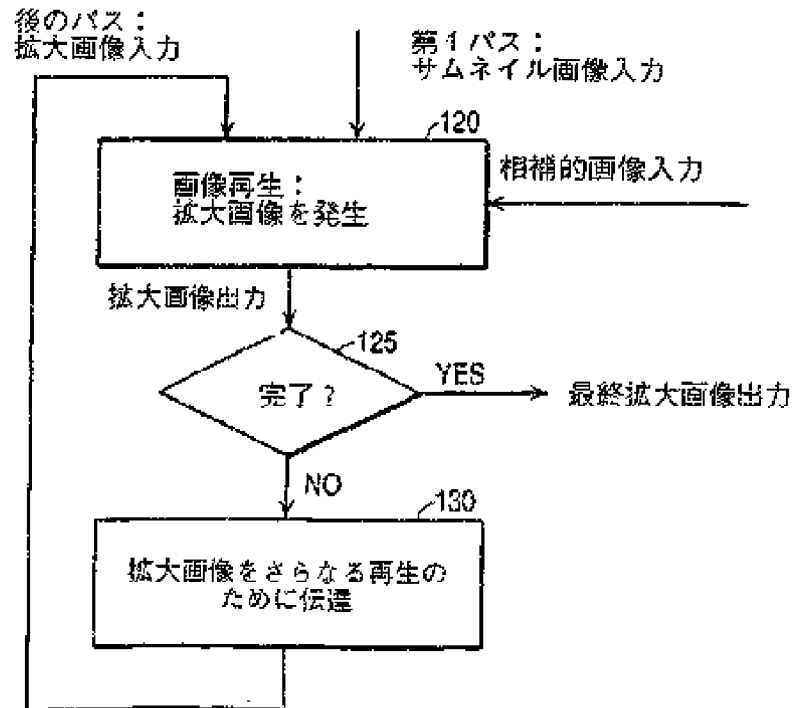 後のパス：
拡大画像入力
第１パス：
サムネイル画像入力
120
画像再生：
拡大画像を発生
相補的画像入力
拡大画像出力
125
完了？
YES
最終拡大画像出力
NO
130
拡大画像をさらなる再生の
ために伝達